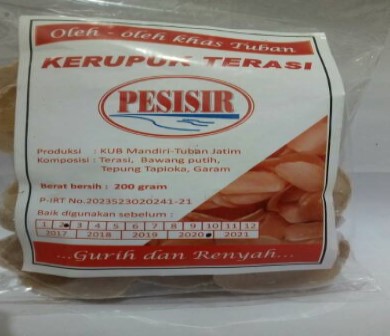 Oleh - oleh khas Tuban
KERUPUK TERASI
PESISIR
Produksi : KUB Mandiri-Tuban Jatim
Komposisi : Terasi, Bawang putih,
Tepung Tapioka, Garam
Berat bersih : 200 gram
P-IRT No.2023523020241-21
Baik digunakan sebelum :
1 2 3 4 5 6 7 8 9 10 11 12
2017 2018 2019 2020 2021
...Gurih dan Renyah...